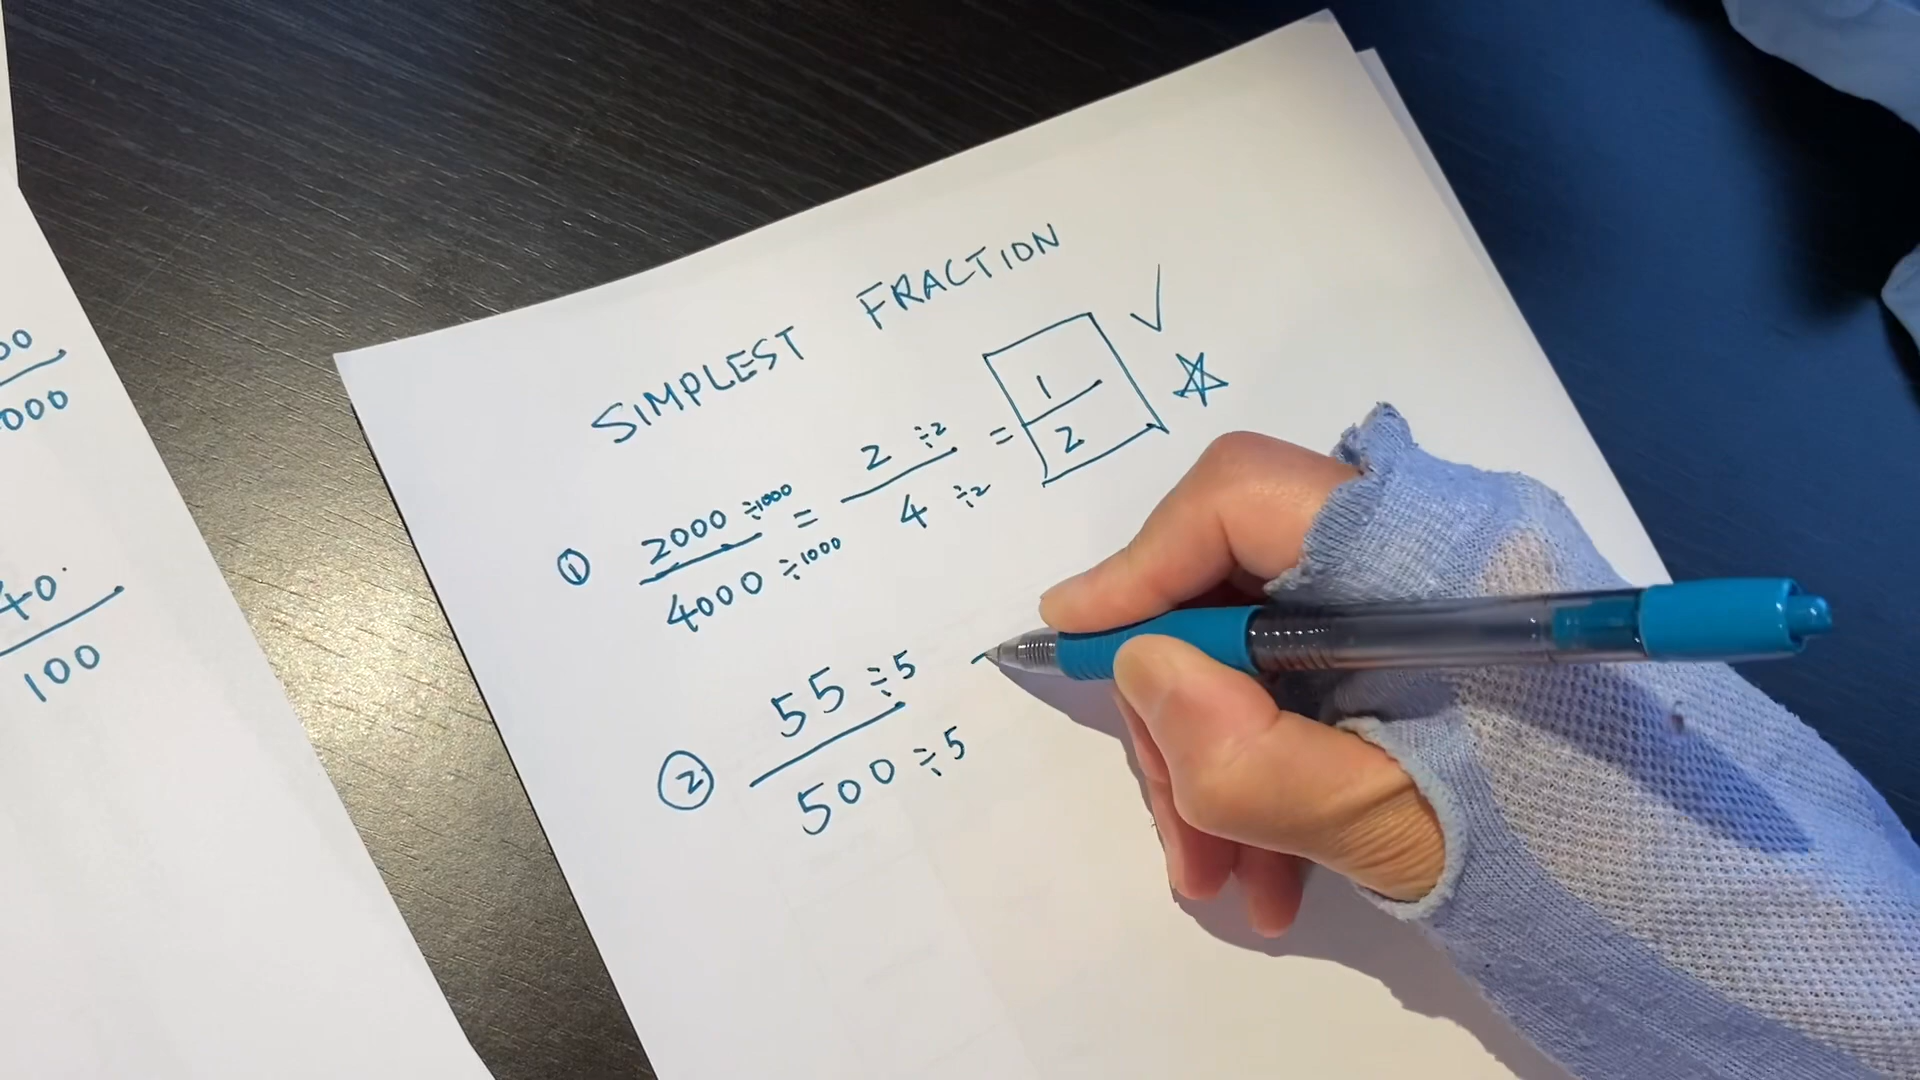 00
000
40
100
SIMPLEST FRACTION
① 2000 ÷1000 = 2 ÷2 = 1
4000 ÷1000 4 ÷2 2 ✓ ☆
② 55 ÷5
500 ÷5